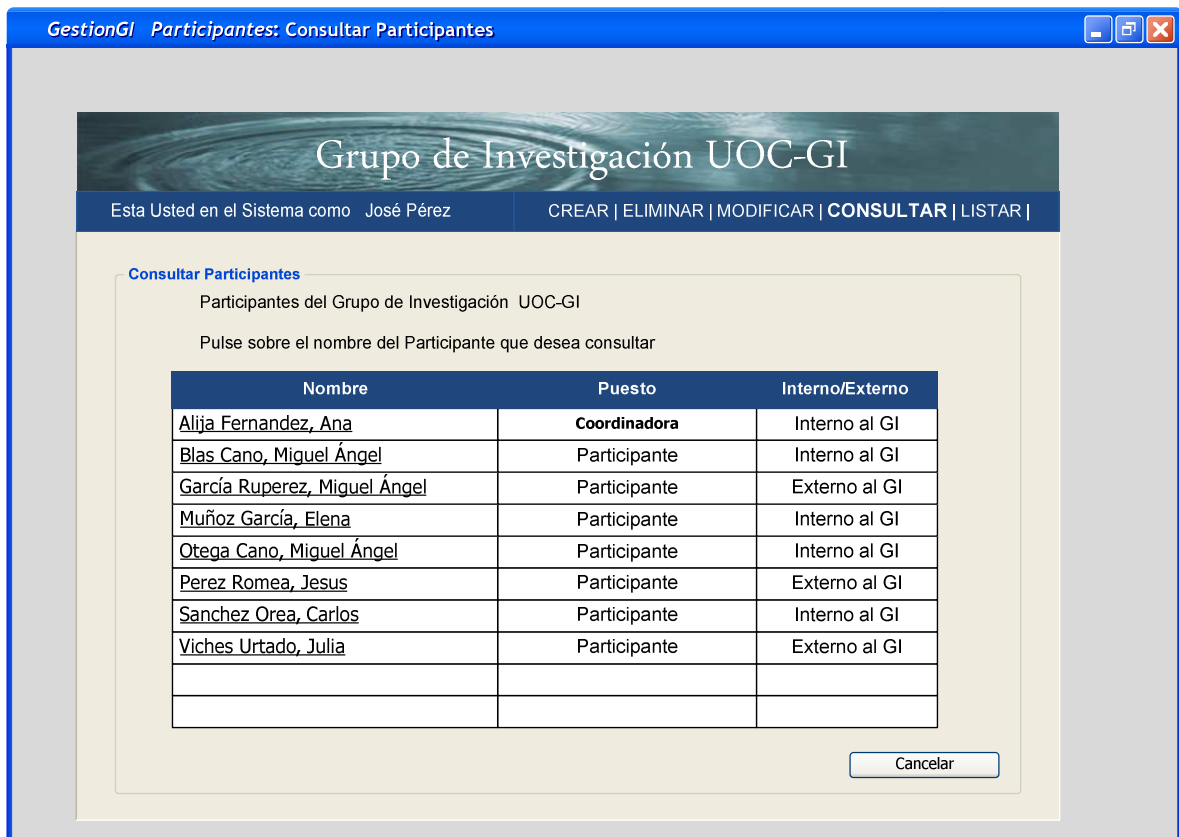 GestionGI Participantes: Consultar Participantes
Grupo de Investigación UOC-GI
Esta Usted en el Sistema como José Pérez CREAR | ELIMINAR | MODIFICAR | CONSULTAR | LISTAR |
Consultar Participantes
Participantes del Grupo de Investigación UOC-GI
Pulse sobre el nombre del Participante que desea consultar
Nombre Puesto Interno/Externo
Alija Fernandez, Ana Coordinadora Interno al GI
Blas Cano, Miguel Ángel Participante Interno al GI
García Ruperez, Miguel Ángel Participante Externo al GI
Muñoz García, Elena Participante Interno al GI
Otega Cano, Miguel Ángel Participante Interno al GI
Perez Romea, Jesus Participante Externo al GI
Sanchez Orea, Carlos Participante Interno al GI
Viches Urtado, Julia Participante Externo al GI
Cancelar